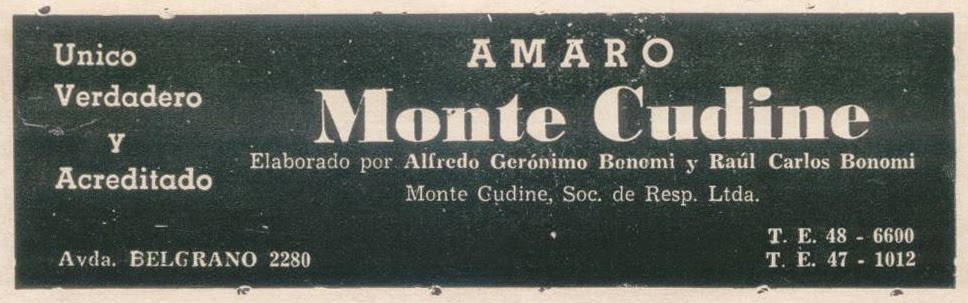 Unico
Verdadero
y
Acreditado
AMARO
Monte Cudine
Elaborado por Alfredo Gerónimo Bonomi y Raúl Carlos Bonomi
Monte Cudine, Soc. de Resp. Ltda.
Avda. BELGRANO 2280
T. E. 48 - 6600
T. E. 47 - 1012